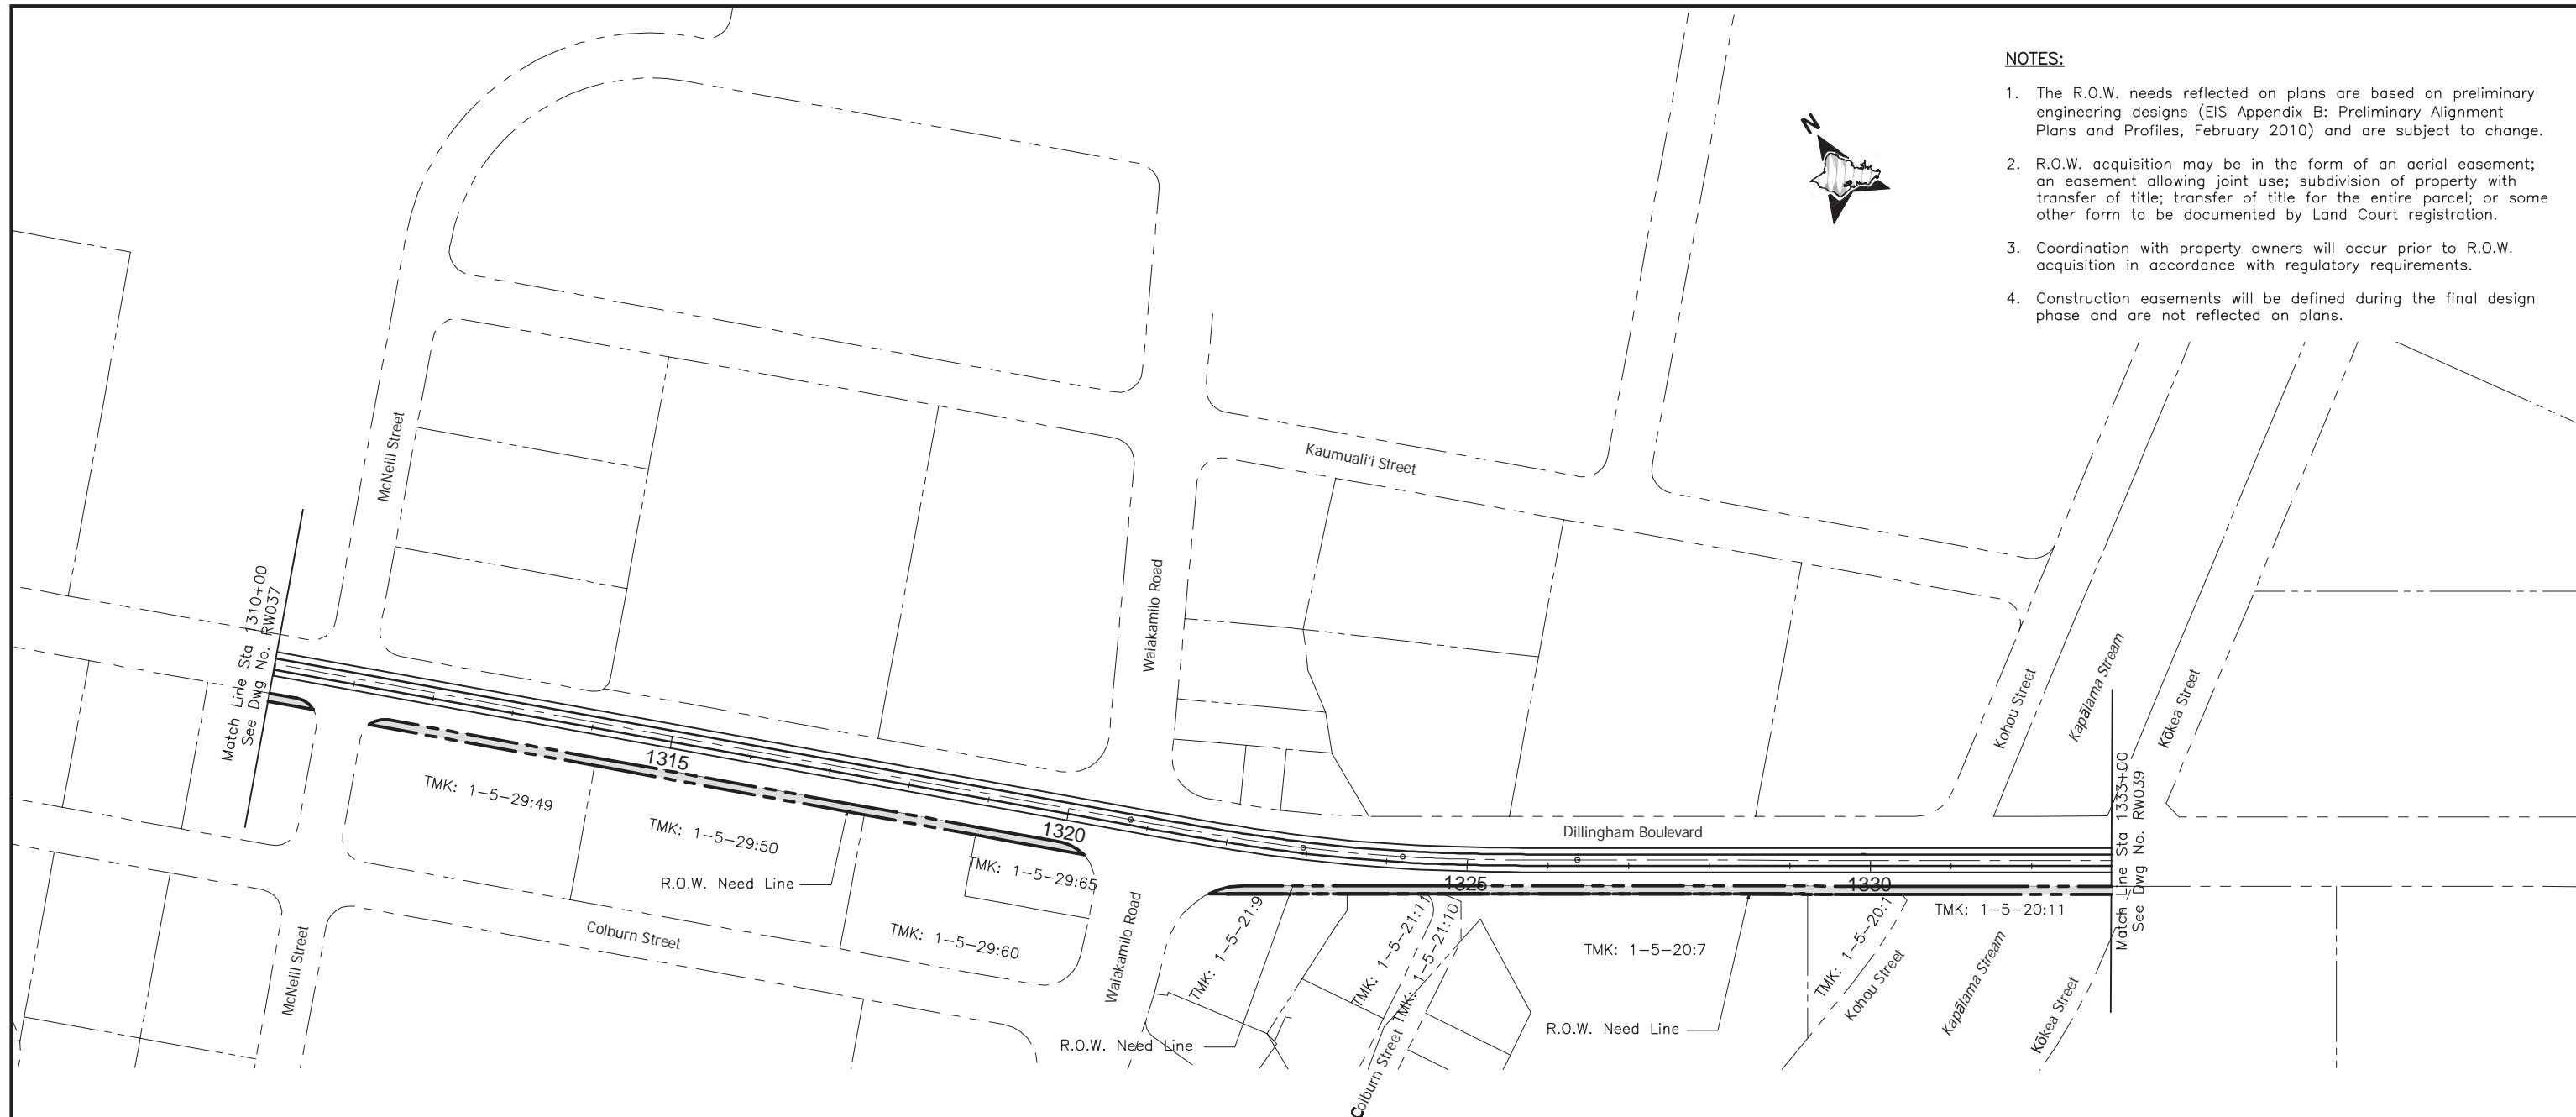 NOTES:
1. The R.O.W. needs reflected on plans are based on preliminary
engineering designs (EIS Appendix B: Preliminary Alignment
Plans and Profiles, February 2010) and are subject to change.
2. R.O.W. acquisition may be in the form of an aerial easement;
an easement allowing joint use; subdivision of property with
transfer of title; transfer of title for the entire parcel; or some
other form to be documented by Land Court registration.
3. Coordination with property owners will occur prior to R.O.W.
acquisition in accordance with regulatory requirements.
4. Construction easements will be defined during the final design
phase and are not reflected on plans.
N
McNeill Street
Kaumuali'i Street
Waiakamilo Road
Match Line Sta 1310+00
See Dwg No. RW037
Kohou Street
Kapālama Stream
Kōkea Street
1315
TMK: 1-5-29:49
TMK: 1-5-29:50
1320
Dillingham Boulevard
Match Line Sta 1333+00
See Dwg No. RW039
TMK: 1-5-29:65
R.O.W. Need Line
1325
1330
TMK: 1-5-20:11
TMK: 1-5-21:9
TMK: 1-5-21:11
TMK: 1-5-21:10
TMK: 1-5-20:7
TMK: 1-5-20:1
Colburn Street
TMK: 1-5-29:60
McNeill Street
Waiakamilo Road
Kohou Street
Kapālama Stream
Kōkea Street
R.O.W. Need Line
R.O.W. Need Line
Colburn Street